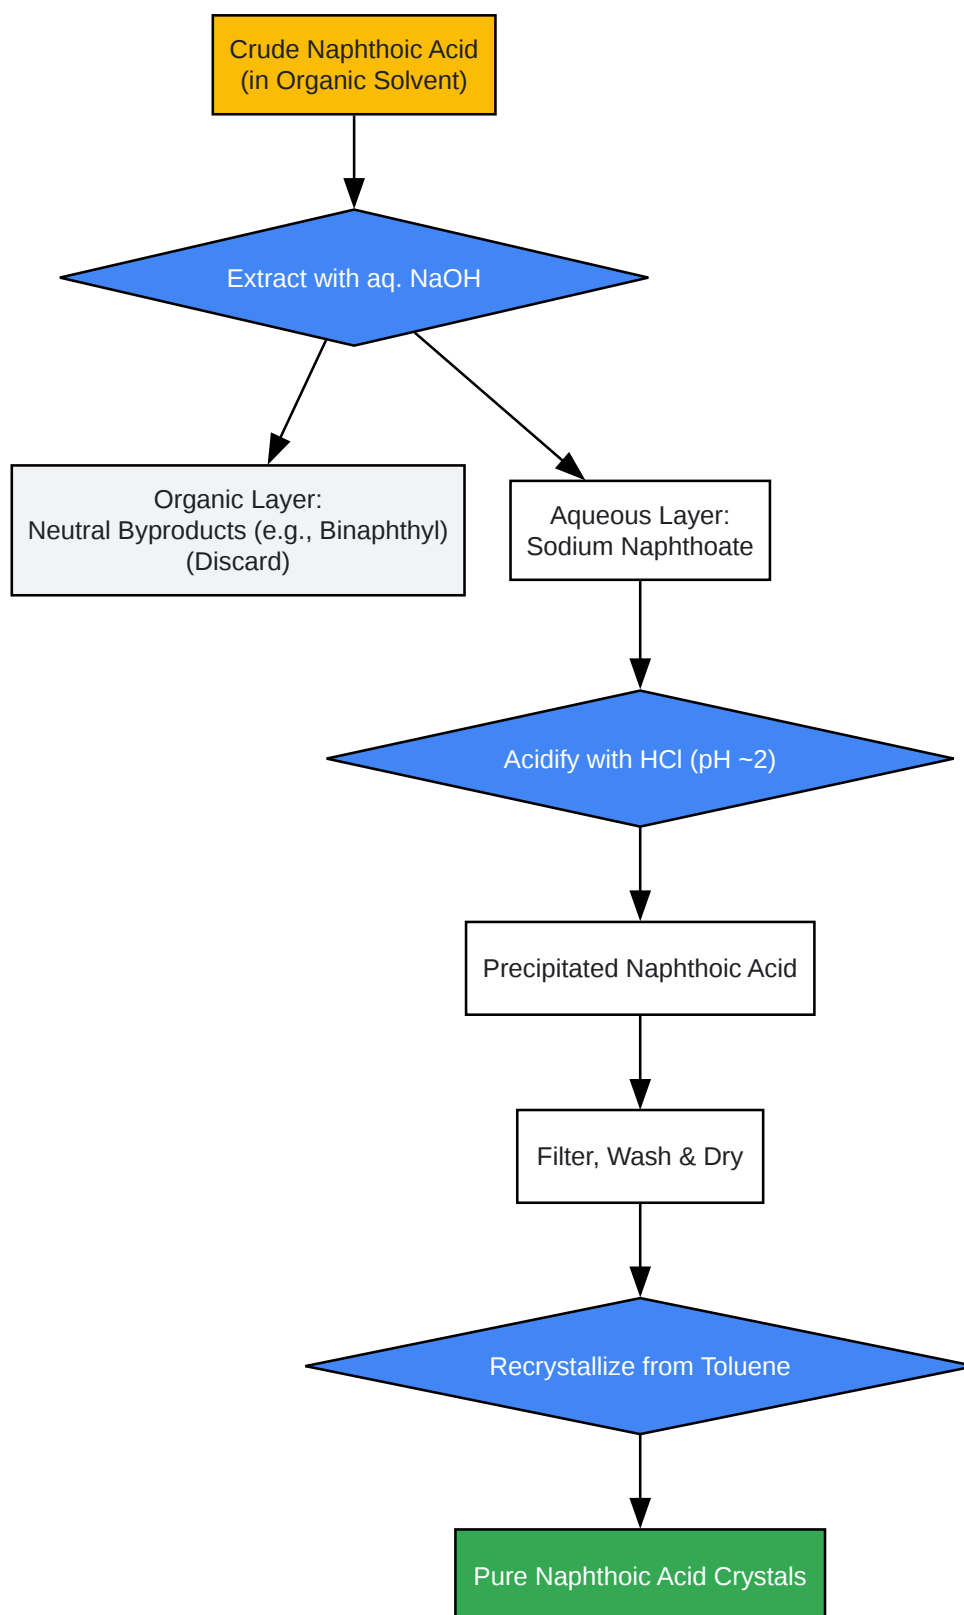 Crude Naphthoic Acid
(in Organic Solvent)
Extract with aq. NaOH
Organic Layer:
Neutral Byproducts (e.g., Binaphthyl)
(Discard)
Aqueous Layer:
Sodium Naphthoate
Acidify with HCl (pH ~2)
Precipitated Naphthoic Acid
Filter, Wash & Dry
Recrystallize from Toluene
Pure Naphthoic Acid Crystals